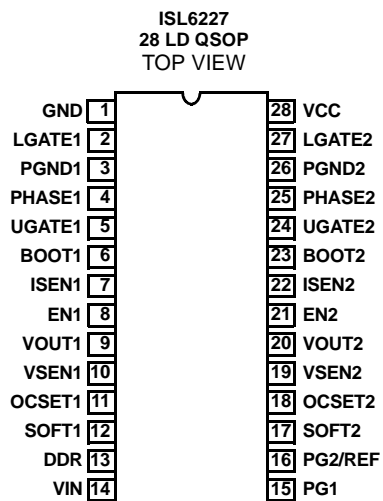 ISL6227
28 LD QSOP
TOP VIEW
GND 1 28 VCC
LGATE1 2 27 LGATE2
PGND1 3 26 PGND2
PHASE1 4 25 PHASE2
UGATE1 5 24 UGATE2
BOOT1 6 23 BOOT2
ISEN1 7 22 ISEN2
EN1 8 21 EN2
VOUT1 9 20 VOUT2
VSEN1 10 19 VSEN2
OCSET1 11 18 OCSET2
SOFT1 12 17 SOFT2
DDR 13 16 PG2/REF
VIN 14 15 PG1